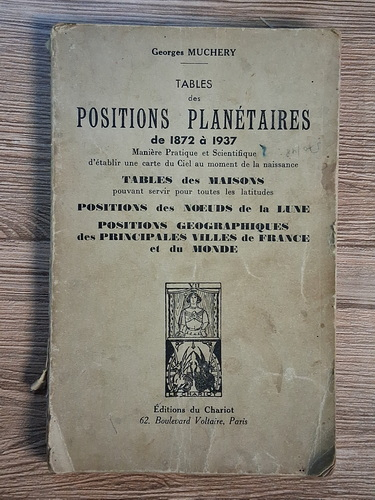 Georges MUCHERY
TABLES
des
POSITIONS PLANÉTAIRES
de 1872 à 1937
Manière Pratique et Scientifique
d'établir une carte du Ciel au moment de la naissance
TABLES des MAISONS
pouvant servir pour toutes les latitudes
POSITIONS des NŒUDS de la LUNE
POSITIONS GEOGRAPHIQUES
des PRINCIPALES VILLES de FRANCE
et du MONDE
VII
LE CHARIOT
Éditions du Chariot
62. Boulevard Voltaire, Paris